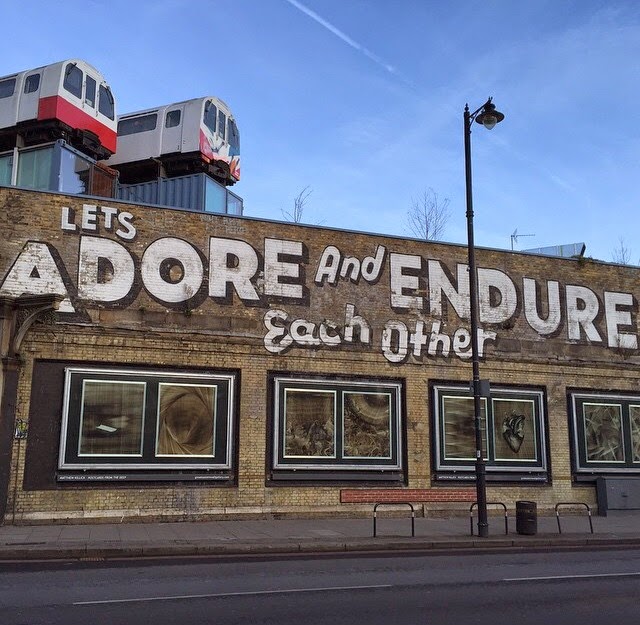 LETS
ADORE And ENDURE
Each Other